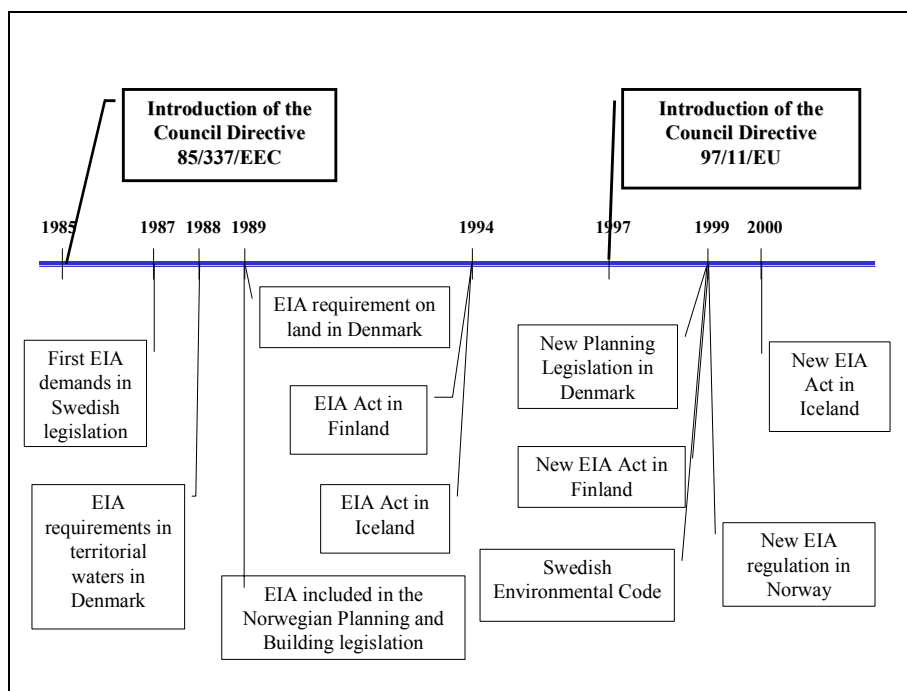 Introduction of the
Council Directive
85/337/EEC
Introduction of the
Council Directive
97/11/EU
1985
1987
1988
1989
1994
1997
1999
2000
First EIA
demands in
Swedish
legislation
EIA
requirements in
territorial
waters in
Denmark
EIA requirement on
land in Denmark
EIA included in the
Norwegian Planning and
Building legislation
EIA Act in
Finland
EIA Act in
Iceland
New Planning
Legislation in
Denmark
New EIA Act in
Finland
Swedish
Environmental Code
New EIA
regulation in
Norway
New EIA
Act in
Iceland